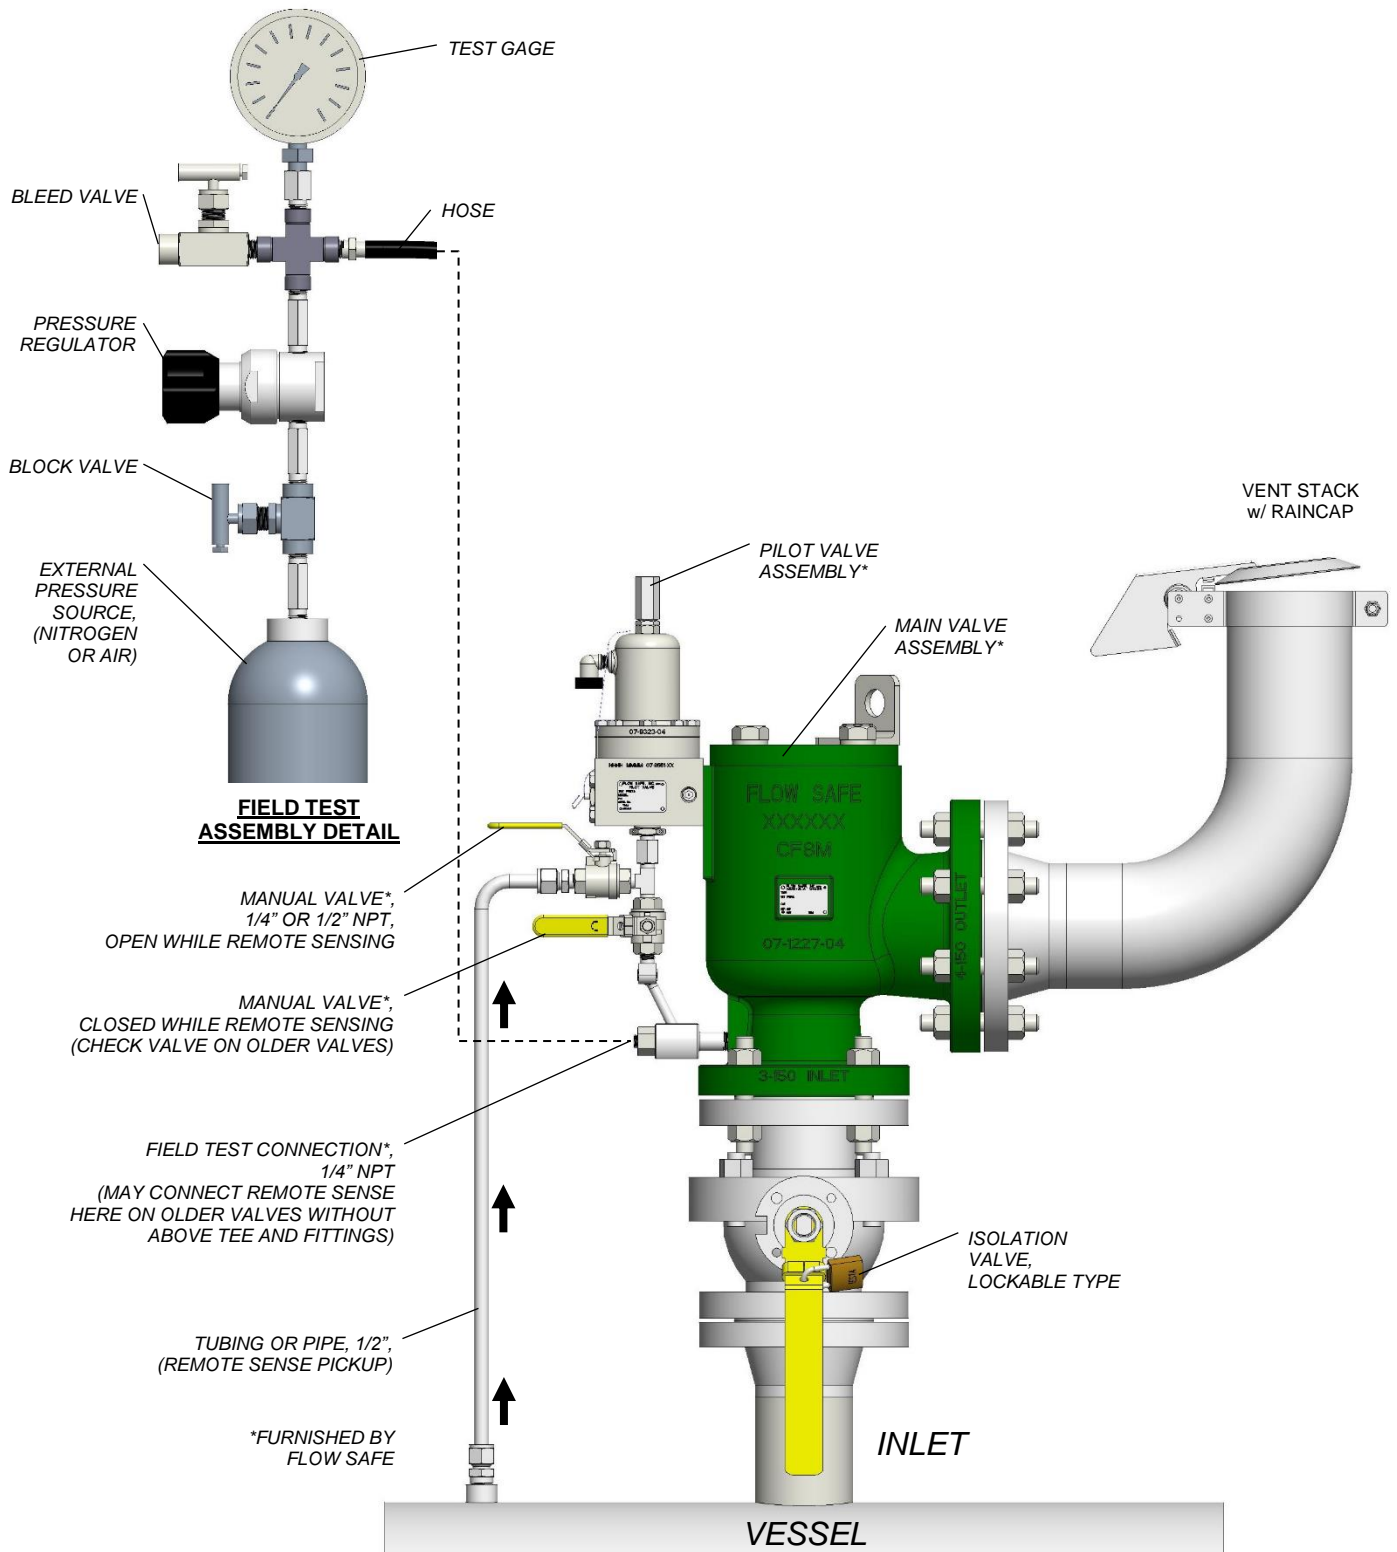 TEST GAGE
BLEED VALVE
HOSE
PRESSURE
REGULATOR
BLOCK VALVE
EXTERNAL
PRESSURE
SOURCE,
(NITROGEN
OR AIR)
FIELD TEST
ASSEMBLY DETAIL
VENT STACK
w/ RAINCAP
PILOT VALVE
ASSEMBLY*
MAIN VALVE
ASSEMBLY*
07-9323-04
FLOW SAFE
XXXXXX
CF8M
07-1227-04
4-150 OUTLET
3-150 INLET
MANUAL VALVE*,
1/4” OR 1/2” NPT,
OPEN WHILE REMOTE SENSING
MANUAL VALVE*,
CLOSED WHILE REMOTE SENSING
(CHECK VALVE ON OLDER VALVES)
FIELD TEST CONNECTION*,
1/4” NPT
(MAY CONNECT REMOTE SENSE
HERE ON OLDER VALVES WITHOUT
ABOVE TEE AND FITTINGS)
ISOLATION
VALVE,
LOCKABLE TYPE
TUBING OR PIPE, 1/2”,
(REMOTE SENSE PICKUP)
*FURNISHED BY
FLOW SAFE
INLET
VESSEL